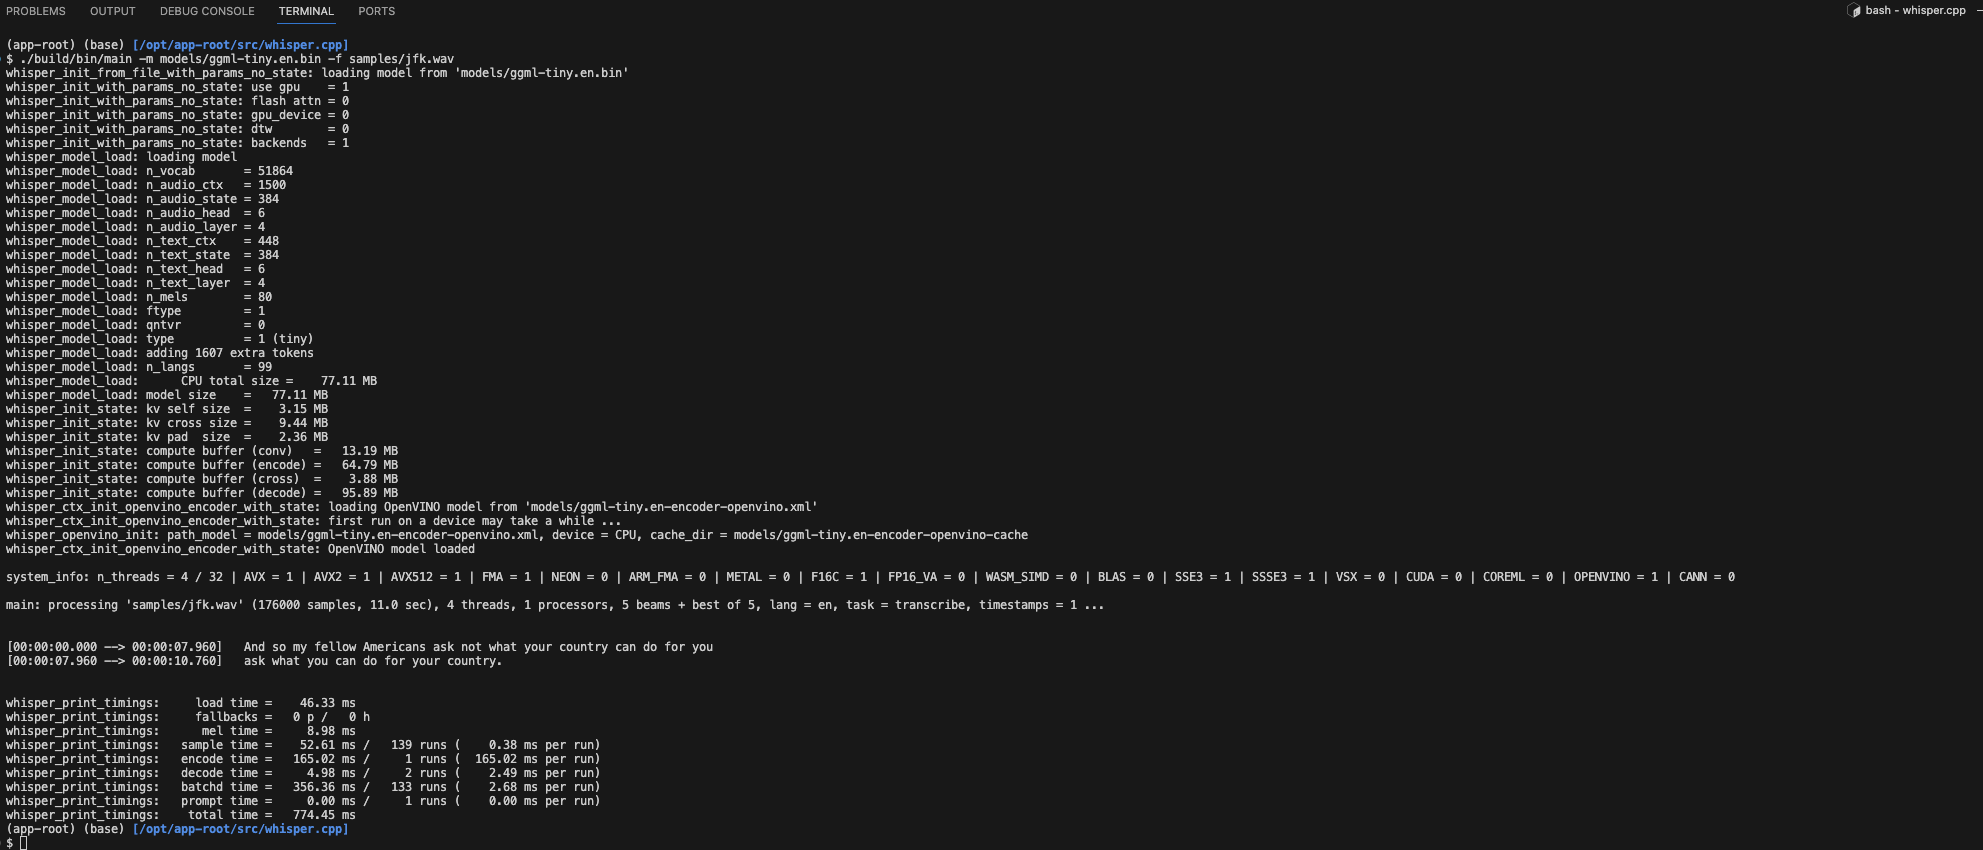 PROBLEMS OUTPUT DEBUG CONSOLE TERMINAL PORTS bash - whisper.cpp
(app-root) (base) [/opt/app-root/src/whisper.cpp]
$ ./build/bin/main -m models/ggml-tiny.en.bin -f samples/jfk.wav
whisper_init_from_file_with_params_no_state: loading model from 'models/ggml-tiny.en.bin'
whisper_init_with_params_no_state: use gpu    = 1
whisper_init_with_params_no_state: flash attn = 0
whisper_init_with_params_no_state: gpu_device = 0
whisper_init_with_params_no_state: dtw        = 0
whisper_init_with_params_no_state: backends   = 1
whisper_model_load: loading model
whisper_model_load: n_vocab       = 51864
whisper_model_load: n_audio_ctx   = 1500
whisper_model_load: n_audio_state = 384
whisper_model_load: n_audio_head  = 6
whisper_model_load: n_audio_layer = 4
whisper_model_load: n_text_ctx    = 448
whisper_model_load: n_text_state  = 384
whisper_model_load: n_text_head   = 6
whisper_model_load: n_text_layer  = 4
whisper_model_load: n_mels        = 80
whisper_model_load: ftype         = 1
whisper_model_load: qntvr         = 0
whisper_model_load: type          = 1 (tiny)
whisper_model_load: adding 1607 extra tokens
whisper_model_load: n_langs       = 99
whisper_model_load:      CPU total size =    77.11 MB
whisper_model_load: model size    =   77.11 MB
whisper_init_state: kv self size  =    3.15 MB
whisper_init_state: kv cross size =    9.44 MB
whisper_init_state: kv pad  size  =    2.36 MB
whisper_init_state: compute buffer (conv)   =   13.19 MB
whisper_init_state: compute buffer (encode) =   64.79 MB
whisper_init_state: compute buffer (cross)  =    3.88 MB
whisper_init_state: compute buffer (decode) =   95.89 MB
whisper_ctx_init_openvino_encoder_with_state: loading OpenVINO model from 'models/ggml-tiny.en-encoder-openvino.xml'
whisper_ctx_init_openvino_encoder_with_state: first run on a device may take a while ...
whisper_openvino_init: path_model = models/ggml-tiny.en-encoder-openvino.xml, device = CPU, cache_dir = models/ggml-tiny.en-encoder-openvino-cache
whisper_ctx_init_openvino_encoder_with_state: OpenVINO model loaded
system_info: n_threads = 4 / 32 | AVX = 1 | AVX2 = 1 | AVX512 = 1 | FMA = 1 | NEON = 0 | ARM_FMA = 0 | METAL = 0 | F16C = 1 | FP16_VA = 0 | WASM_SIMD = 0 | BLAS = 0 | SSE3 = 1 | SSSE3 = 1 | VSX = 0 | CUDA = 0 | COREML = 0 | OPENVINO = 1 | CANN = 0
main: processing 'samples/jfk.wav' (176000 samples, 11.0 sec), 4 threads, 1 processors, 5 beams + best of 5, lang = en, task = transcribe, timestamps = 1 ...
[00:00:00.000 --> 00:00:07.960]   And so my fellow Americans ask not what your country can do for you
[00:00:07.960 --> 00:00:10.760]   ask what you can do for your country.
whisper_print_timings:     load time =    46.33 ms
whisper_print_timings:     fallbacks =   0 p /   0 h
whisper_print_timings:      mel time =     8.98 ms
whisper_print_timings:   sample time =    52.61 ms /   139 runs (    0.38 ms per run)
whisper_print_timings:   encode time =   165.02 ms /     1 runs (  165.02 ms per run)
whisper_print_timings:   decode time =     4.98 ms /     2 runs (    2.49 ms per run)
whisper_print_timings:   batchd time =   356.36 ms /   133 runs (    2.68 ms per run)
whisper_print_timings:   prompt time =     0.00 ms /     1 runs (    0.00 ms per run)
whisper_print_timings:    total time =   774.45 ms
(app-root) (base) [/opt/app-root/src/whisper.cpp]
$